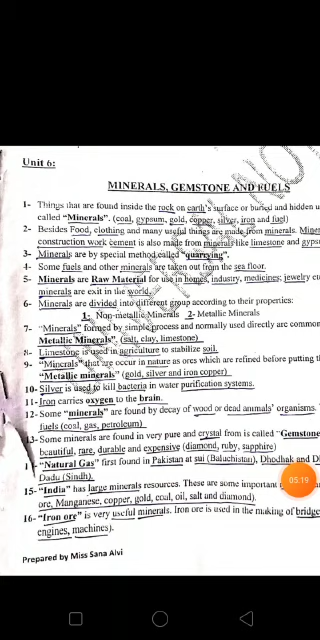 Unit 6:
MINERALS, GEMSTONE AND FUELS
1- Things that are found inside the rock on earth's surface or buried and hidden u
called "Minerals". (coal, gypsum, gold, copper, silver, iron and fuel)
2- Besides Food, clothing and many useful things are made from minerals. Miner
construction work cement is also made from minerals like limestone and gyps
3- Minerals are by special method called "quarrying".
4- Some fuels and other minerals are taken out from the sea floor.
5- Minerals are Raw Material for use in homes, industry, medicines; jewelry cu
minerals are exit in the world.
6- Minerals are divided into different group according to their properties:
1- Non-metallic Minerals 2- Metallic Minerals
7- "Minerals" formed by simple process and normally used directly are common
Metallic Minerals". (salt, clay, limestone)
8- Limestone is used in agriculture to stabilize soil.
9- "Minerals" that are occur in nature as ores which are refined before putting th
"Metallic minerals" (gold, silver and iron copper)
10- Silver is used to kill bacteria in water purification systems.
11- Iron carries oxygen to the brain.
12- Some "minerals" are found by decay of wood or dead animals' organisms.
fuels (coal, gas, petroleum)
13- Some minerals are found in very pure and crystal from is called "Gemstone
beautiful, rare, durable and expensive (diamond, ruby, sapphire)
1 "Natural Gas" first found in Pakistan at sui (Baluchistan), Dhodhak and Dh
Dadu (Sindh)
15- "India" has large minerals resources. These are some important
ore, Manganese, copper, gold, coal, oil, salt and diamond).
16- "Iron ore" is very useful minerals. Iron ore is used in the making of bridge
engines, machines).
Prepared by Miss Sana Alvi
05:19